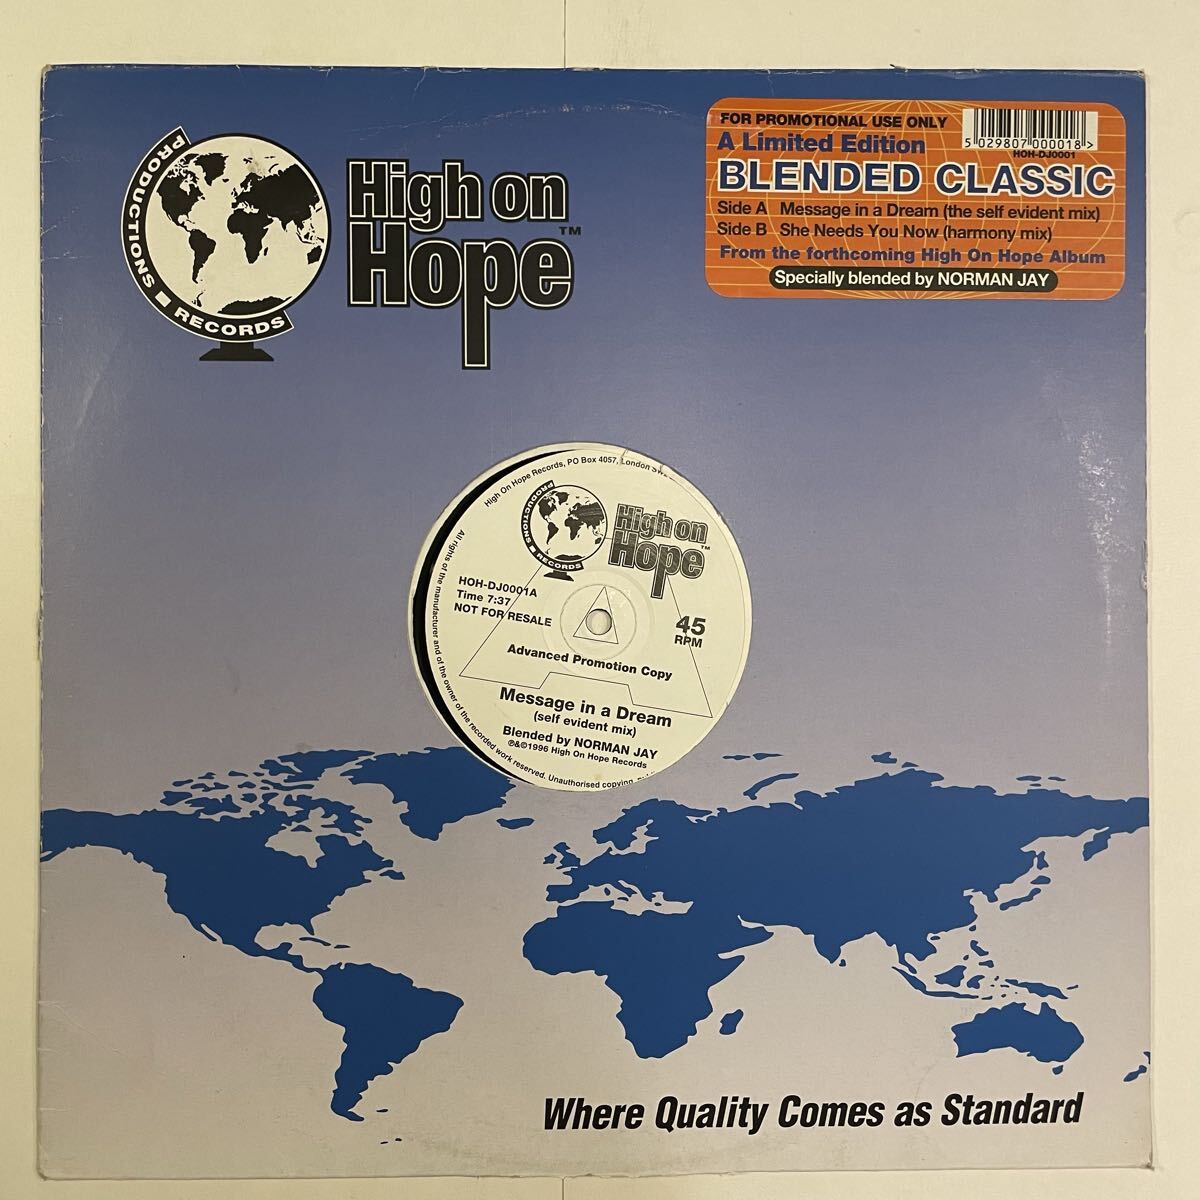 PRODUCTIONS ■ RECORDS
High on
Hope™
FOR PROMOTIONAL USE ONLY
A Limited Edition
5 029807 000018 >
HOH-DJ0001
BLENDED CLASSIC
Side A Message in a Dream (the self evident mix)
Side B She Needs You Now (harmony mix)
From the forthcoming High On Hope Album
Specially blended by NORMAN JAY
High On Hope Records, PO Box 4057, London
PRODUCTIONS ■ RECORDS
High on
Hope™
HOH-DJ0001A
Time 7:37
NOT FOR RESALE
45
RPM
Advanced Promotion Copy
Message in a Dream
(self evident mix)
Blended by NORMAN JAY
℗&©1996 High On Hope Records
All rights of the manufacturer and of the owner of the recorded work reserved. Unauthorised copying,
Where Quality Comes as Standard